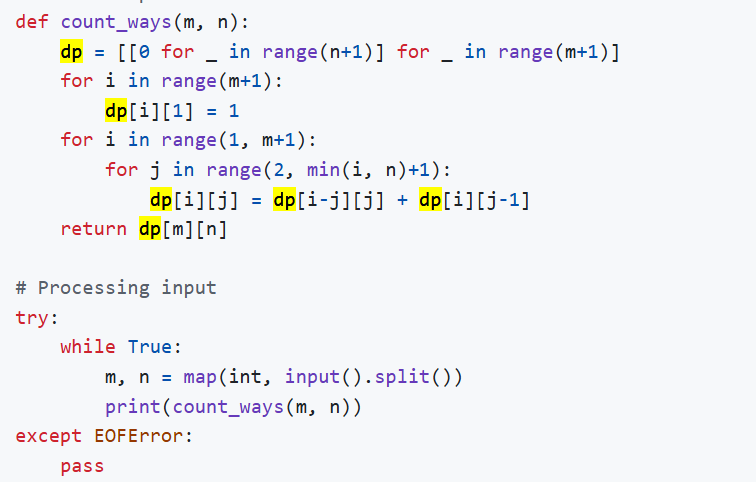 def count_ways(m, n):
    dp = [[0 for _ in range(n+1)] for _ in range(m+1)]
    for i in range(m+1):
        dp[i][1] = 1
    for i in range(1, m+1):
        for j in range(2, min(i, n)+1):
            dp[i][j] = dp[i-j][j] + dp[i][j-1]
    return dp[m][n]

# Processing input
try:
    while True:
        m, n = map(int, input().split())
        print(count_ways(m, n))
except EOFError:
    pass